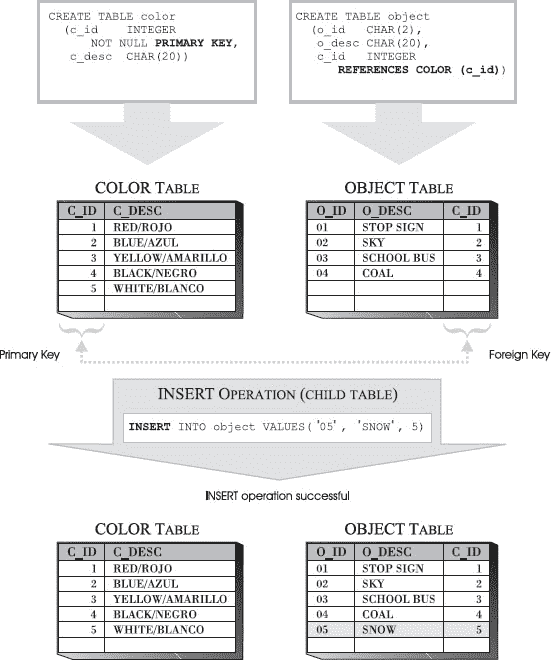 CREATE TABLE color
(c_id INTEGER
NOT NULL PRIMARY KEY,
c_desc CHAR(20))
CREATE TABLE object
(o_id CHAR(2),
o_desc CHAR(20),
c_id INTEGER
REFERENCES COLOR (c_id))
COLOR TABLE
C_ID C_DESC
1 RED/ROJO
2 BLUE/AZUL
3 YELLOW/AMARILLO
4 BLACK/NEGRO
5 WHITE/BLANCO
OBJECT TABLE
O_ID O_DESC C_ID
01 STOP SIGN 1
02 SKY 2
03 SCHOOL BUS 3
04 COAL 4
Primary Key
Foreign Key
INSERT OPERATION (CHILD TABLE)
INSERT INTO object VALUES('05', 'SNOW', 5)
INSERT operation successful
COLOR TABLE
C_ID C_DESC
1 RED/ROJO
2 BLUE/AZUL
3 YELLOW/AMARILLO
4 BLACK/NEGRO
5 WHITE/BLANCO
OBJECT TABLE
O_ID O_DESC C_ID
01 STOP SIGN 1
02 SKY 2
03 SCHOOL BUS 3
04 COAL 4
05 SNOW 5